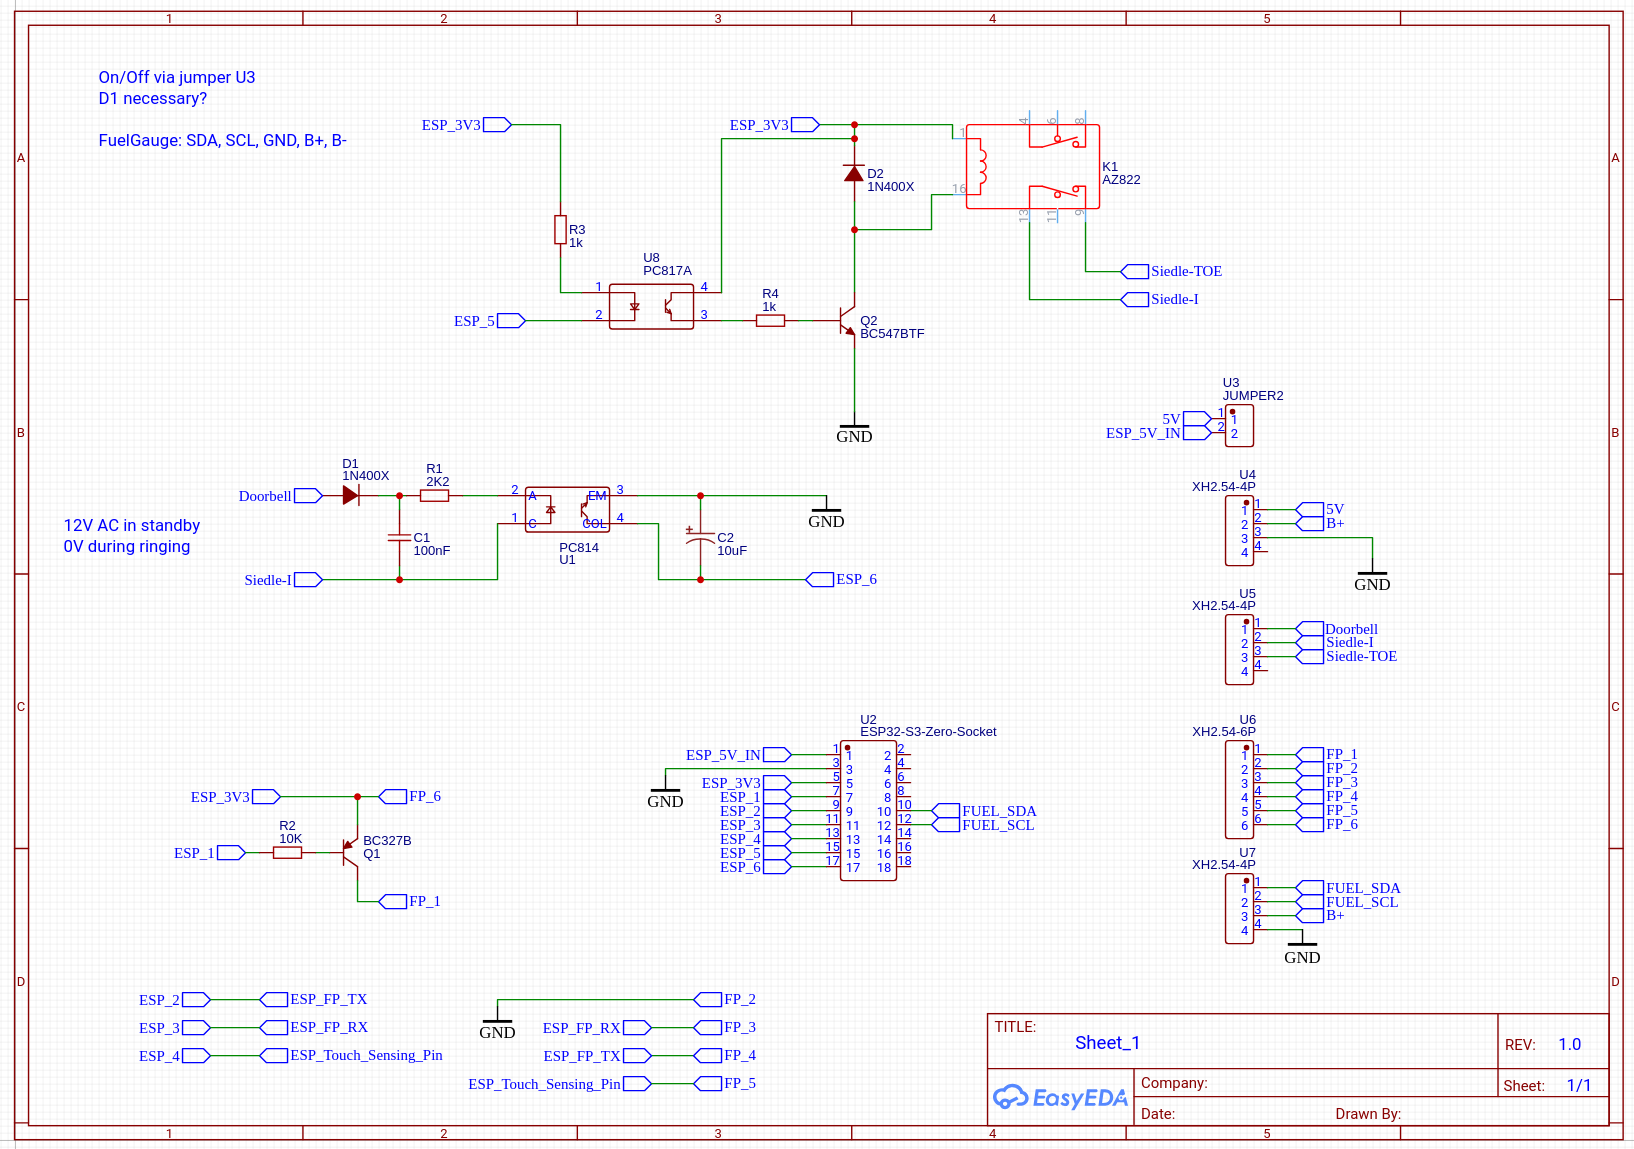 1 2 3 4 5
On/Off via jumper U3
D1 necessary?
FuelGauge: SDA, SCL, GND, B+, B-
A A
ESP_3V3
R3
1k
U8
PC817A
1 4
2 3
ESP_5
R4
1k
ESP_3V3
D2
1N400X
Q2
BC547BTF
GND
1
16
4 6 8
13 11 9
K1
AZ822
Siedle-TOE
Siedle-I
B B
U3
JUMPER2
5V 1 1
ESP_5V_IN 2 2
Doorbell
D1
1N400X
R1
2K2
2 A EM 3
1 C COL 4
PC814
U1
GND
12V AC in standby
0V during ringing
C1
100nF
C2
10uF
Siedle-I
ESP_6
U4
XH2.54-4P
1 1 5V
2 2 B+
3 3
4 4
GND
U5
XH2.54-4P
1 1 Doorbell
2 2 Siedle-I
3 3 Siedle-TOE
4 4
C C
U2
ESP32-S3-Zero-Socket
ESP_5V_IN 1 1 2 2
3 3 4 4
GND
ESP_3V3 5 5 6 6
ESP_1 7 7 8 8
ESP_2 9 9 10 10 FUEL_SDA
ESP_3 11 11 12 12 FUEL_SCL
ESP_4 13 13 14 14
ESP_5 15 15 16 16
ESP_6 17 17 18 18
U6
XH2.54-6P
1 1 FP_1
2 2 FP_2
3 3 FP_3
4 4 FP_4
5 5 FP_5
6 6 FP_6
U7
XH2.54-4P
1 1 FUEL_SDA
2 2 FUEL_SCL
3 3 B+
4 4
GND
ESP_3V3 FP_6
R2
10K
ESP_1
BC327B
Q1
FP_1
D D
ESP_2 ESP_FP_TX
ESP_3 ESP_FP_RX
ESP_4 ESP_Touch_Sensing_Pin
GND FP_2
ESP_FP_RX FP_3
ESP_FP_TX FP_4
ESP_Touch_Sensing_Pin FP_5
TITLE:
Sheet_1
REV: 1.0
EasyEDA
Company:
Sheet: 1/1
Date: Drawn By:
1 2 3 4 5